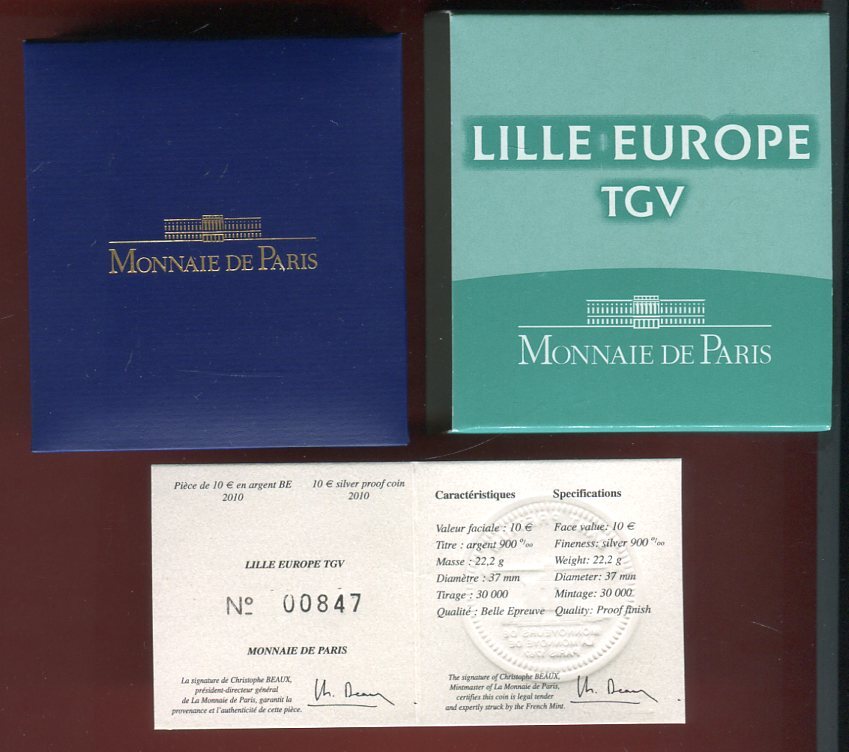 MONNAIE DE PARIS
LILLE EUROPE
TGV
MONNAIE DE PARIS
Pièce de 10 € en argent BE
2010
10 € silver proof coin
2010
LILLE EUROPE TGV
Nº 00847
MONNAIE DE PARIS
La signature de Christophe BEAUX,
président-directeur général
de La Monnaie de Paris, garantit la
provenance et l'authenticité de cette pièce.
Ch. Beaux
Caractéristiques
Valeur faciale : 10 €
Titre : argent 900 º/ºº
Masse : 22,2 g
Diamètre : 37 mm
Tirage : 30 000
Qualité : Belle Epreuve
Specifications
Face value: 10 €
Fineness: silver 900 º/ºº
Weight: 22,2 g
Diameter: 37 mm
Mintage: 30 000
Quality: Proof finish
The signature of Christophe BEAUX,
Mintmaster of La Monnaie de Paris,
certifies this coin is legal tender
and expertly struck by the French Mint.
Ch. Beaux